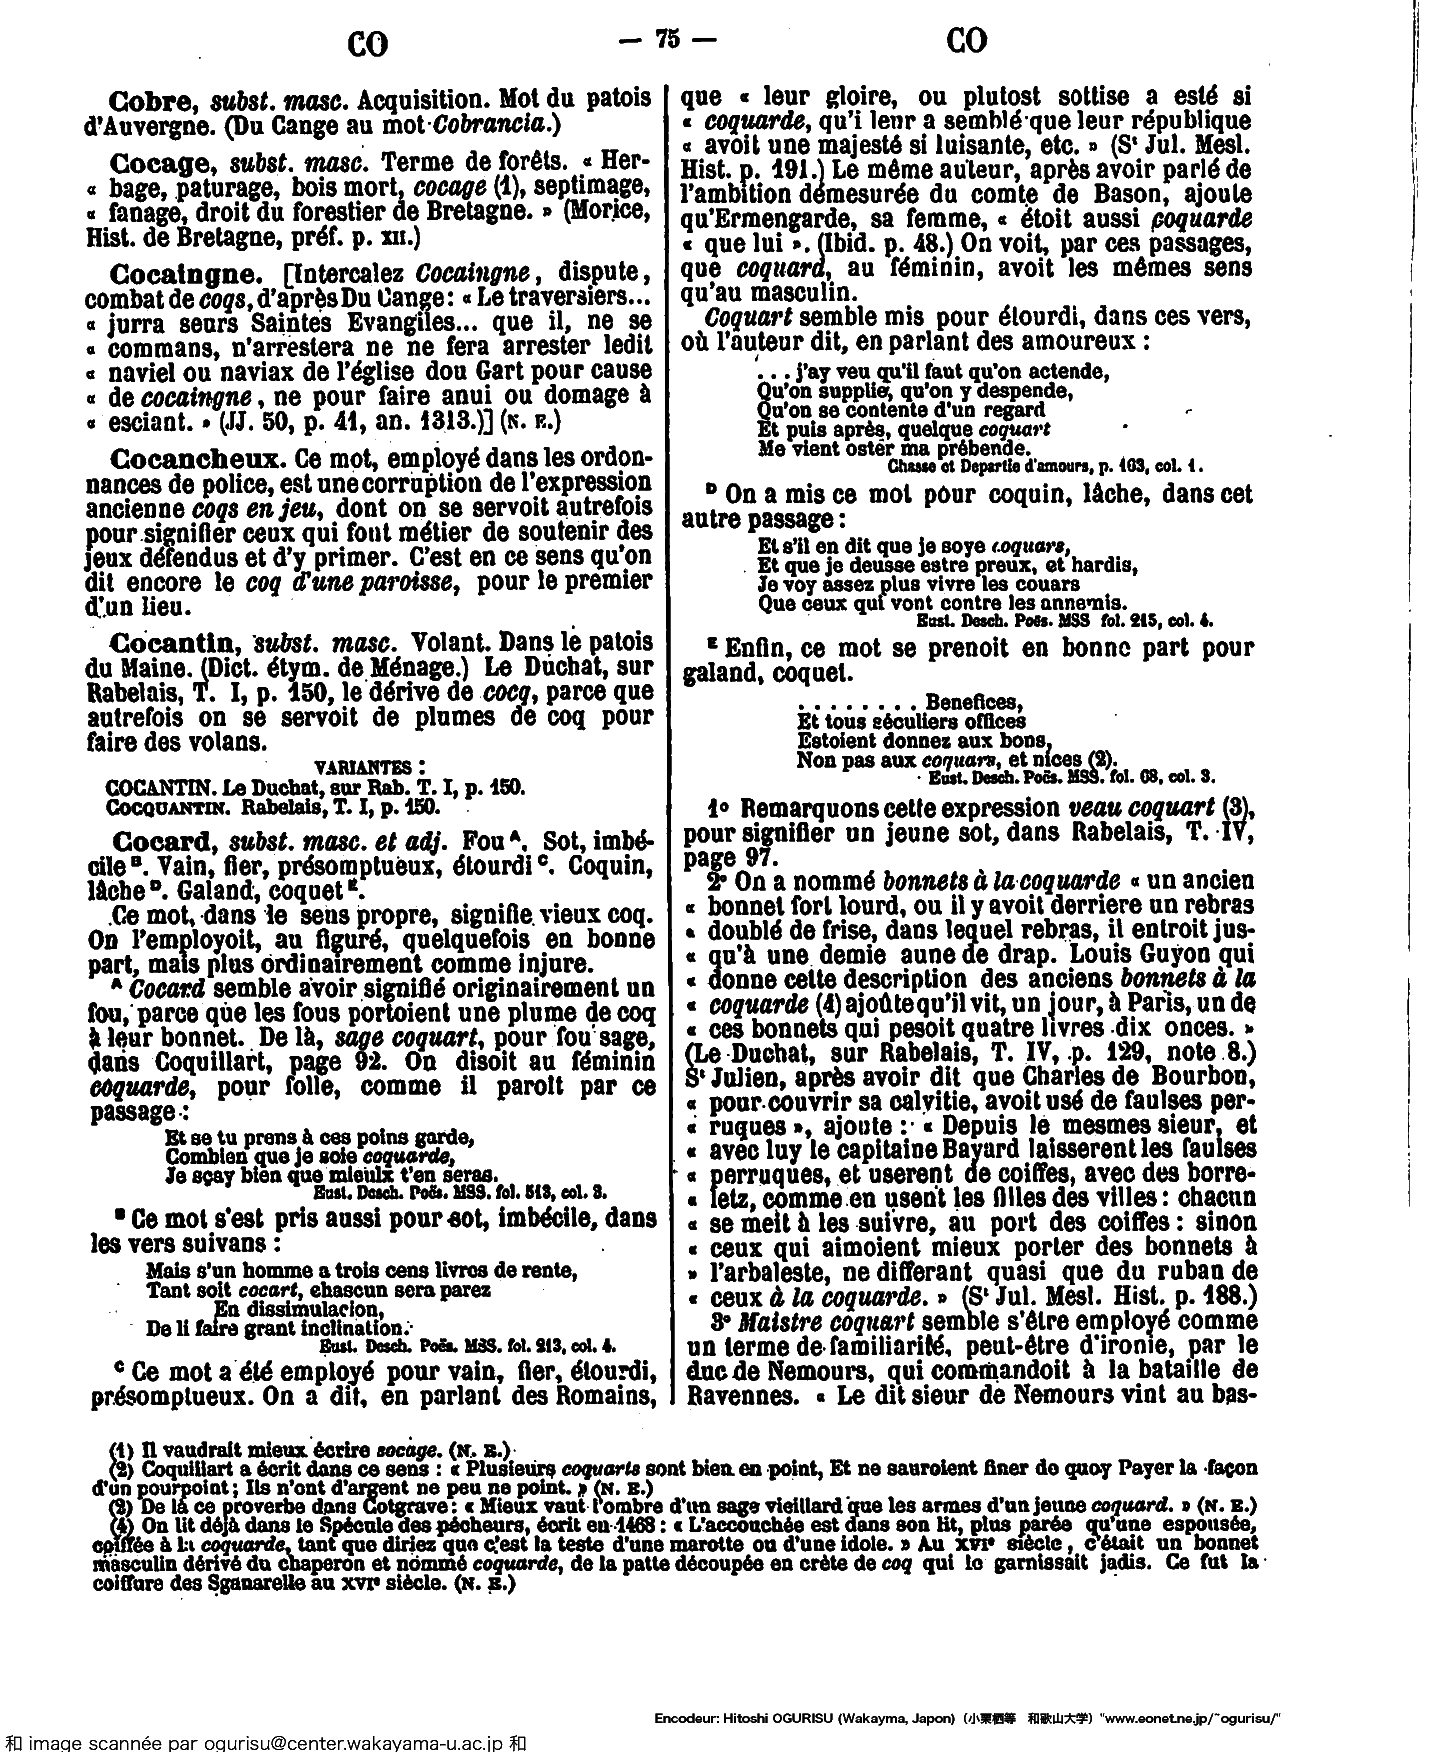 CO
— 75 —
CO
Cobre, subst. masc. Acquisition. Mot du patois
d'Auvergne. (Du Cange au mot Cobrancia.)
Cocage, subst. masc. Terme de forêts. « Her-
« bage, paturage, bois mort, cocage (1), septimage,
« fanage, droit du forestier de Bretagne. » (Morice,
Hist. de Bretagne, préf. p. XII.)
Cocaingne. [Intercalez Cocaingne, dispute,
combat de coqs, d'après Du Cange : « Le traversiers...
« jurra seurs Saintes Evangiles... que il, ne se
« commans, n'arrestera ne ne fera arrester ledit
« naviel ou naviax de l'église dou Gart pour cause
« de cocaingne, ne pour faire anui ou domage à
« esciant. » (JJ. 50, p. 41, an. 1313.)] (N. E.)
Cocancheux. Ce mot, employé dans les ordon-
nances de police, est une corruption de l'expression
ancienne coqs en jeu, dont on se servoit autrefois
pour signifier ceux qui font métier de soutenir des
jeux défendus et d'y primer. C'est en ce sens qu'on
dit encore le coq d'une paroisse, pour le premier
d'un lieu.
Cocantin, subst. masc. Volant. Dans le patois
du Maine. (Dict. étym. de Ménage.) Le Duchat, sur
Rabelais, T. I, p. 150, le dérive de cocq, parce que
autrefois on se servoit de plumes de coq pour
faire des volans.
VARIANTES :
COCANTIN. Le Duchat, sur Rab. T. I, p. 150.
COCQUANTIN. Rabelais, T. I, p. 150.
Cocard, subst. masc. et adj. Fou A. Sot, imbé-
cile B. Vain, fier, présomptueux, étourdi C. Coquin,
lâche D. Galand, coquet E.
Ce mot, dans le sens propre, signifie vieux coq.
On l'employoit, au figuré, quelquefois en bonne
part, mais plus ordinairement comme injure.
A Cocard semble avoir signifié originairement un
fou, parce que les fous portoient une plume de coq
à leur bonnet. De là, sage coquart, pour fou sage,
dans Coquillart, page 92. On disoit au féminin
coquarde, pour folle, comme il paroit par ce
passage :
Et se tu prens à ces poins garde,
Combien que je soie coquarde,
Je sçay bien que mieulx t'en seras.
Eust. Desch. Poës. MSS. fol. 513, col. 3.
B Ce mot s'est pris aussi pour sot, imbécile, dans
les vers suivans :
Mais s'un homme a trois cens livres de rente,
Tant soit cocart, chascun sera parez
En dissimulacion,
De li faire grant inclination.
Eust. Desch. Poës. MSS. fol. 213, col. 4.
C Ce mot a été employé pour vain, fier, étourdi,
présomptueux. On a dit, en parlant des Romains,
que « leur gloire, ou plutost sottise a esté si
« coquarde, qu'i leur a semblé que leur république
« avoit une majesté si luisante, etc. » (St Jul. Mesl.
Hist. p. 191.) Le même auteur, après avoir parlé de
l'ambition démesurée du comte de Bason, ajoute
qu'Ermengarde, sa femme, « étoit aussi coquarde
« que lui ». (Ibid. p. 48.) On voit, par ces passages,
que coquard, au féminin, avoit les mêmes sens
qu'au masculin.
Coquart semble mis pour étourdi, dans ces vers,
où l'auteur dit, en parlant des amoureux :
... j'ay veu qu'il faut qu'on actende,
Qu'on supplie, qu'on y despende,
Qu'on se contente d'un regard
Et puis après, quelque coquart
Me vient oster ma prébende.
Chasse et Departie d'amours, p. 163, col. 1.
D On a mis ce mot pour coquin, lâche, dans cet
autre passage :
Et s'il en dit que je soye coquars,
Et que je deusse estre preux, et hardis,
Je voy assez plus vivre les couars
Que ceux qui vont contre les annemis.
Eust. Desch. Poës. MSS fol. 215, col. 4.
E Enfin, ce mot se prenoit en bonne part pour
galand, coquet.
. . . . . . . . Benefices,
Et tous séculiers offices
Estoient donnez aux bons,
Non pas aux coquars, et nices (2).
Eust. Desch. Poës. MSS. fol. 68, col. 3.
1° Remarquons cette expression veau coquart (3),
pour signifier un jeune sot, dans Rabelais, T. IV,
page 97.
2° On a nommé bonnets à la coquarde « un ancien
« bonnet fort lourd, ou il y avoit derriere un rebras
« doublé de frise, dans lequel rebras, il entroit jus-
« qu'à une demie aune de drap. Louis Guyon qui
« donne cette description des anciens bonnets à la
« coquarde (4) ajoûte qu'il vit, un jour, à Paris, un de
« ces bonnets qui pesoit quatre livres dix onces. »
(Le Duchat, sur Rabelais, T. IV, p. 129, note 8.)
St Julien, après avoir dit que Charles de Bourbon,
« pour couvrir sa calvitie, avoit usé de faulses per-
« ruques », ajoute : « Depuis le mesmes sieur, et
« avec luy le capitaine Bayard laisserent les faulses
« perruques, et userent de coiffes, avec des borre-
« letz, comme en usent les filles des villes : chacun
« se meit à les suivre, au port des coiffes : sinon
« ceux qui aimoient mieux porter des bonnets à
» l'arbaleste, ne differant quasi que du ruban de
« ceux à la coquarde. » (St Jul. Mesl. Hist. p. 188.)
3° Maistre coquart semble s'être employé comme
un terme de familiarité, peut-être d'ironie, par le
duc de Nemours, qui commandoit à la bataille de
Ravennes. « Le dit sieur de Nemours vint au bas-
(1) Il vaudrait mieux écrire socage. (N. E.)
(2) Coquillart a écrit dans ce sens : « Plusieurs coquarts sont bien en point, Et ne sauroient finer de quoy Payer la façon
d'un pourpoint ; Ils n'ont d'argent ne peu ne point. » (N. E.)
(3) De là ce proverbe dans Cotgrave : « Mieux vaut l'ombre d'un sage vieillard que les armes d'un jeune coquard. » (N. E.)
(4) On lit déjà dans le Spécule des pécheurs, écrit en 1468 : « L'accouchée est dans son lit, plus parée qu'une espousée,
coiffée à la coquarde, tant que diriez que c'est la teste d'une marotte ou d'une idole. » Au XVIe siècle, c'était un bonnet
masculin dérivé du chaperon et nommé coquarde, de la patte découpée en crète de coq qui le garnissait jadis. Ce fut la
coiffure des Sganarelle au XVIe siècle. (N. E.)
Encodeur: Hitoshi OGURISU (Wakayma, Japon) (小栗栖等 和歌山大学) "www.eonet.ne.jp/~ogurisu/"
和 image scannée par ogurisu@center.wakayama-u.ac.jp 和